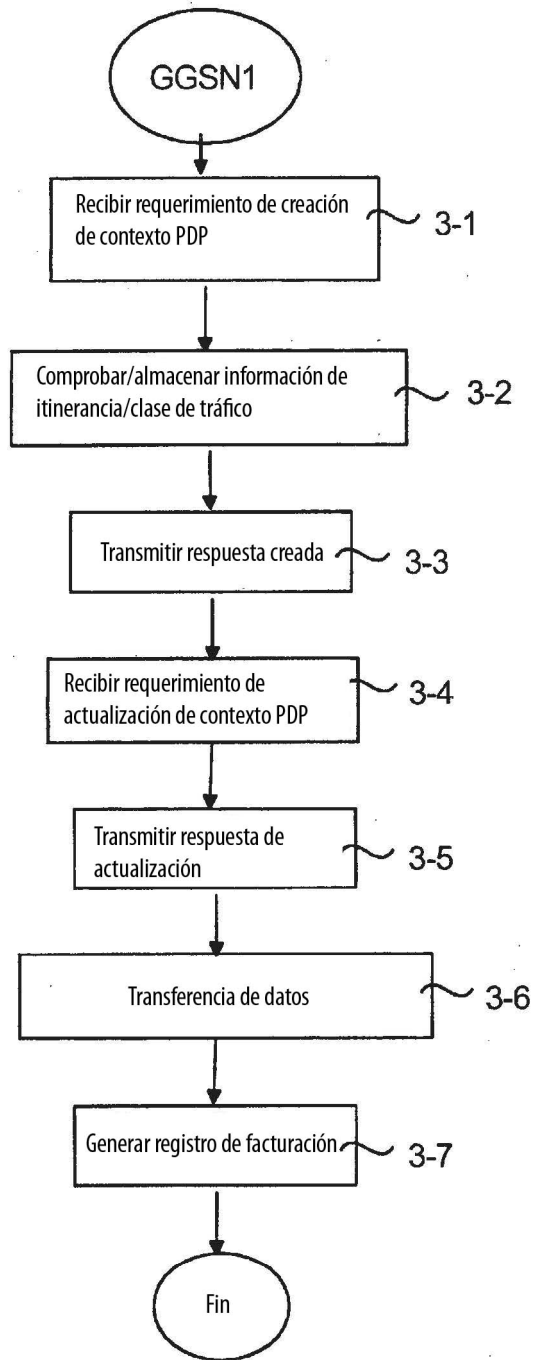 GGSN1
Recibir requerimiento de creación
de contexto PDP
3-1
Comprobar/almacenar información de
itinerancia/clase de tráfico
3-2
Transmitir respuesta creada
3-3
Recibir requerimiento de
actualización de contexto PDP
3-4
Transmitir respuesta de
actualización
3-5
Transferencia de datos
3-6
Generar registro de facturación
3-7
Fin